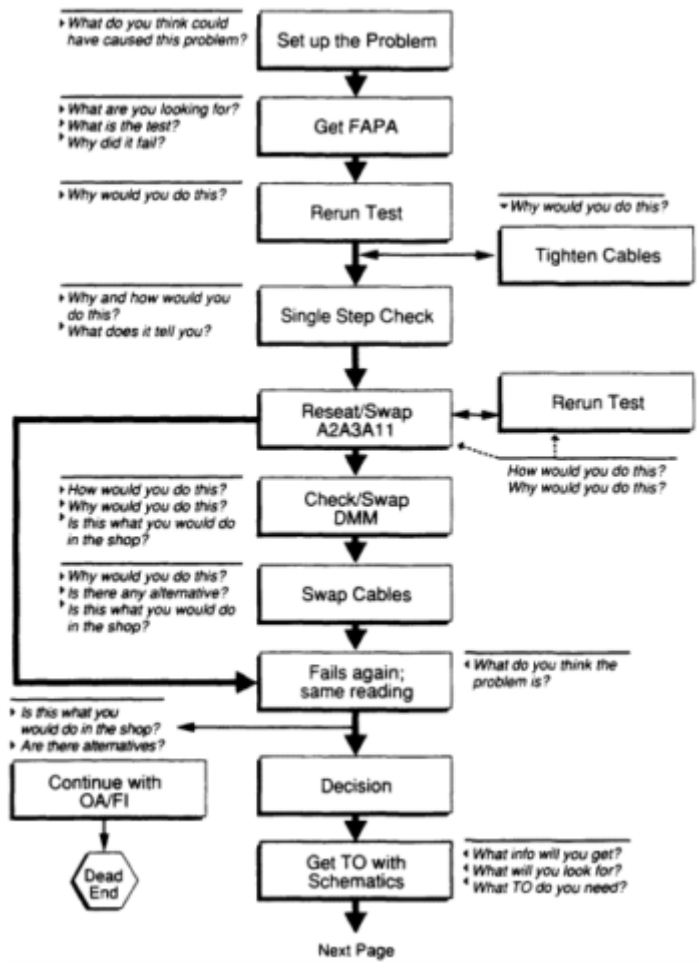 What do you think could
have caused this problem?
Set up the Problem
What are you looking for?
What is the test?
Why did it fail?
Get FAPA
Why would you do this?
Rerun Test
Why would you do this?
Tighten Cables
Why and how would you
do this?
What does it tell you?
Single Step Check
Reseat/Swap
A2A3A11
Rerun Test
How would you do this?
Why would you do this?
How would you do this?
Why would you do this?
Is this what you would do
in the shop?
Check/Swap
DMM
Why would you do this?
Is there any alternative?
Is this what you would do
in the shop?
Swap Cables
Fails again;
same reading
What do you think the
problem is?
Is this what you
would do in the shop?
Are there alternatives?
Continue with
OA/FI
Dead
End
Decision
Get TO with
Schematics
What info will you get?
What will you look for?
What TO do you need?
Next Page